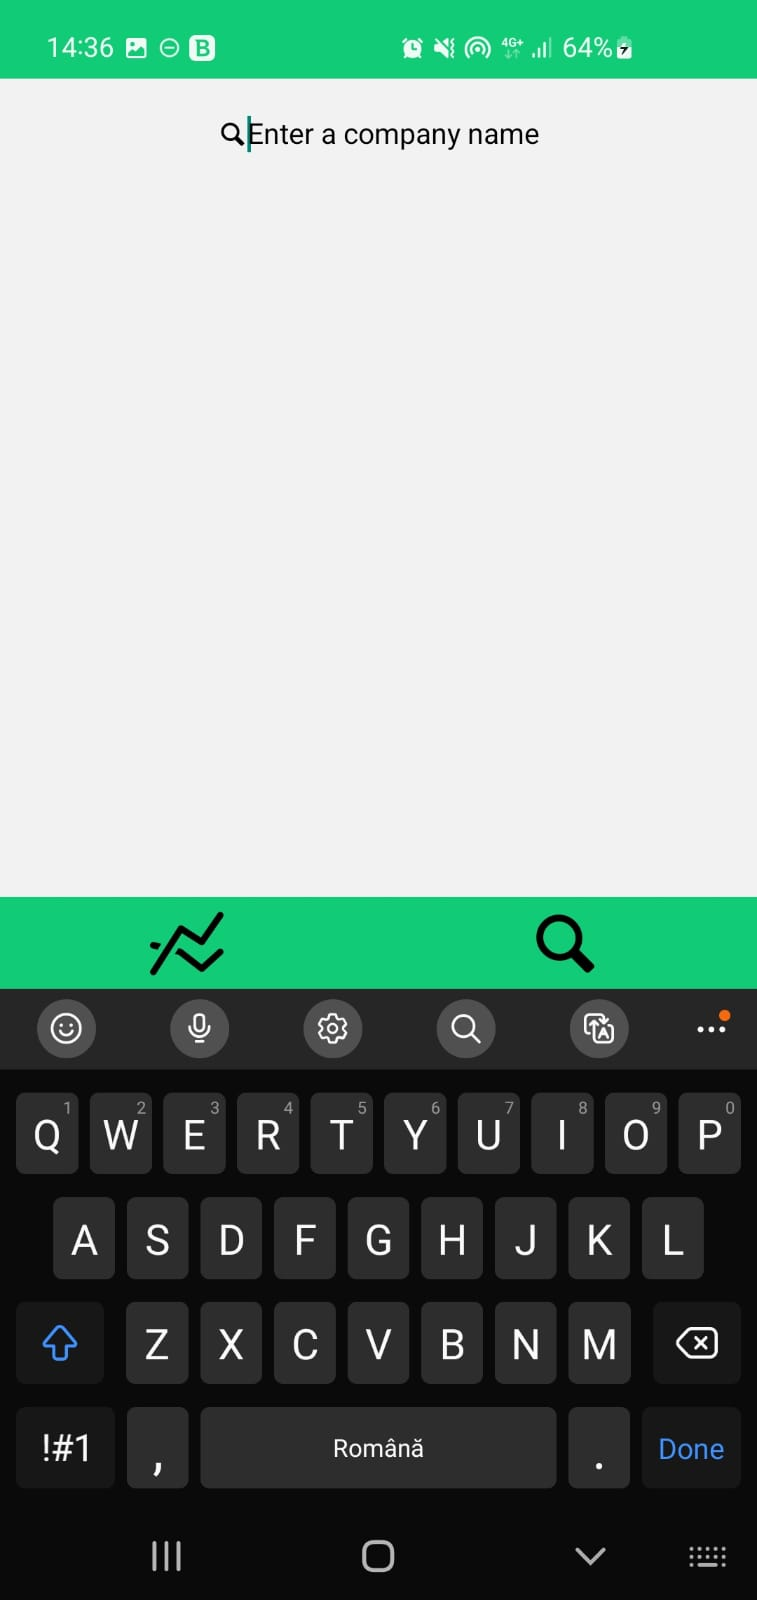 14:36 B 4G+ 64%
Enter a company name
1 2 3 4 5 6 7 8 9 0
Q W E R T Y U I O P
A S D F G H J K L
Z X C V B N M
!#1 , Română . Done